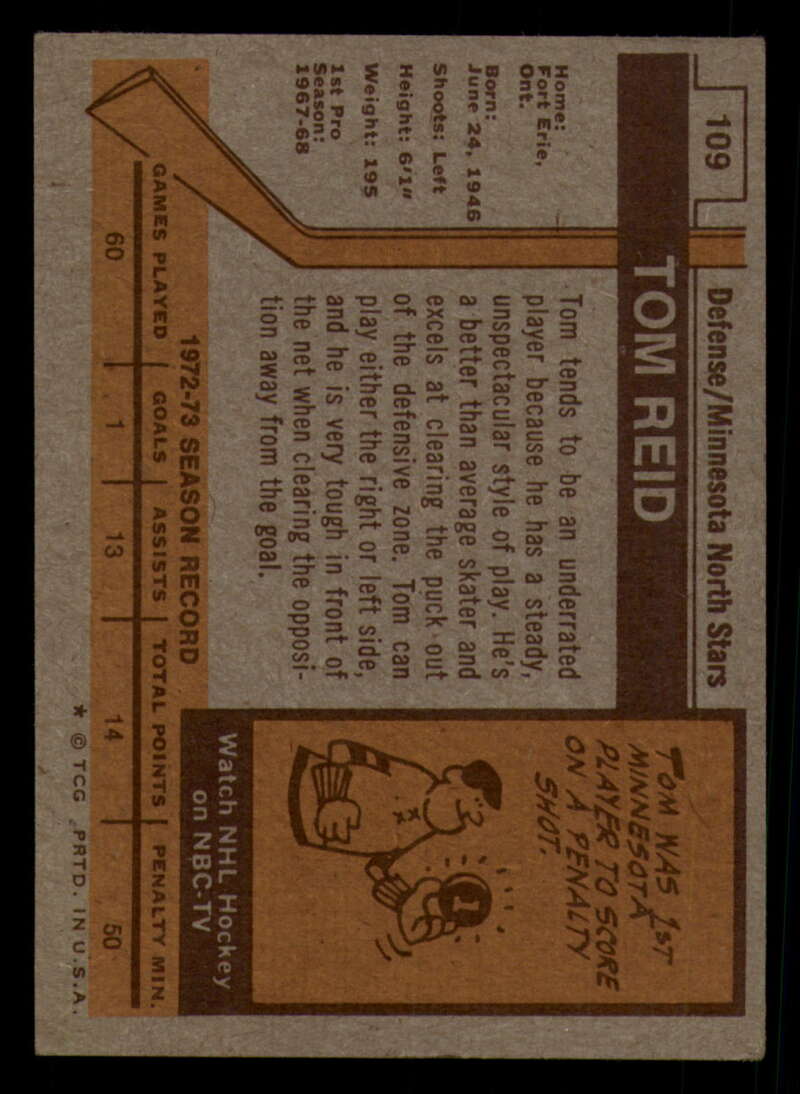 109
Defense/Minnesota North Stars
TOM REID
Home:
Fort Erie,
Ont.
Born:
June 24, 1946
Shoots: Left
Height: 6'1"
Weight: 195
1st Pro
Season:
1967-68
Tom tends to be an underrated
player because he has a steady,
unspectacular style of play. He's
a better than average skater and
excels at clearing the puck out
of the defensive zone. Tom can
play either the right or left side,
and he is very tough in front of
the net when clearing the opposi-
tion away from the goal.
TOM WAS 1ST
MINNESOTA
PLAYER TO SCORE
ON A PENALTY
SHOT.
1
Watch NHL Hockey
on NBC-TV
1972-73 SEASON RECORD
GAMES PLAYED GOALS ASSISTS TOTAL POINTS PENALTY MIN.
60 1 13 14 50
* © TCG PRTD. IN U.S.A.